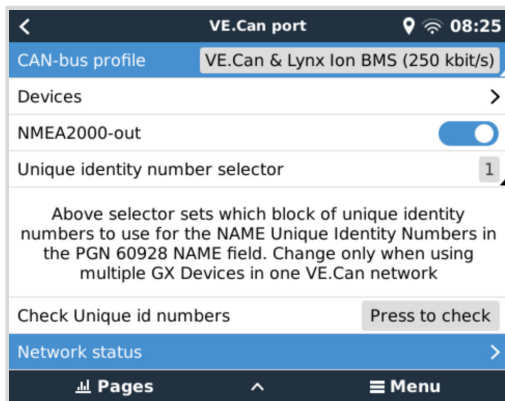 VE.Can port
08:25
CAN-bus profile
VE.Can & Lynx Ion BMS (250 kbit/s)
Devices
NMEA2000-out
Unique identity number selector
1
Above selector sets which block of unique identity
numbers to use for the NAME Unique Identity Numbers in
the PGN 60928 NAME field. Change only when using
multiple GX Devices in one VE.Can network
Check Unique id numbers
Press to check
Network status
Pages
Menu